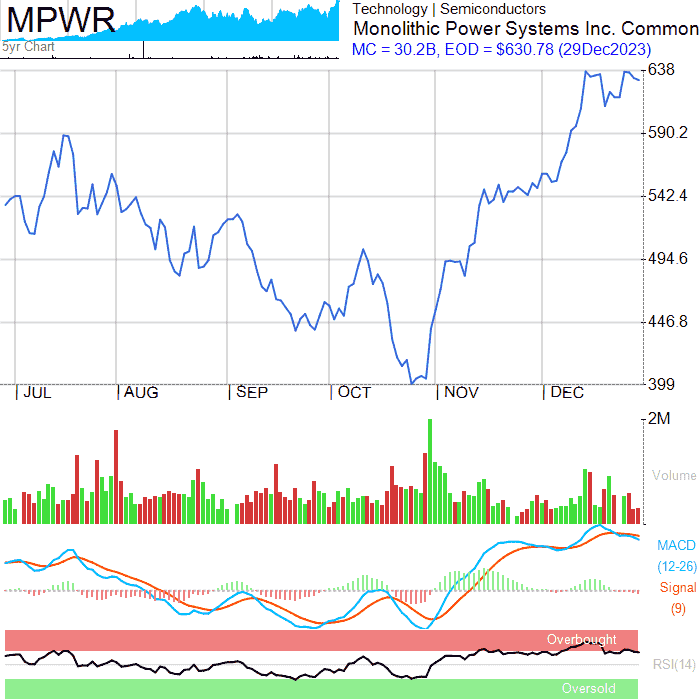 MPWR
5yr Chart
Technology | Semiconductors
Monolithic Power Systems Inc. Common
MC = 30.2B, EOD = $630.78 (29Dec2023)
638
590.2
542.4
494.6
446.8
399
| JUL | AUG | SEP | OCT | NOV | DEC
2M
Volume
MACD
(12-26)
Signal
(9)
Overbought
RSI(14)
Oversold